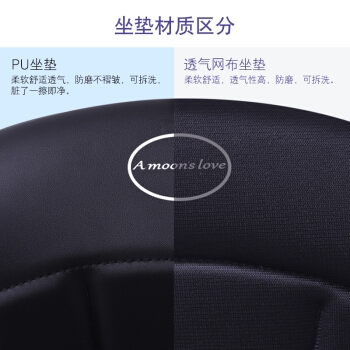 坐垫材质区分
PU坐垫
柔软舒适透气、防磨不褶皱、可拆洗、
脏了一擦即净。
透气网布坐垫
柔软舒适，透气性高，防磨，可拆洗。
A moon's love